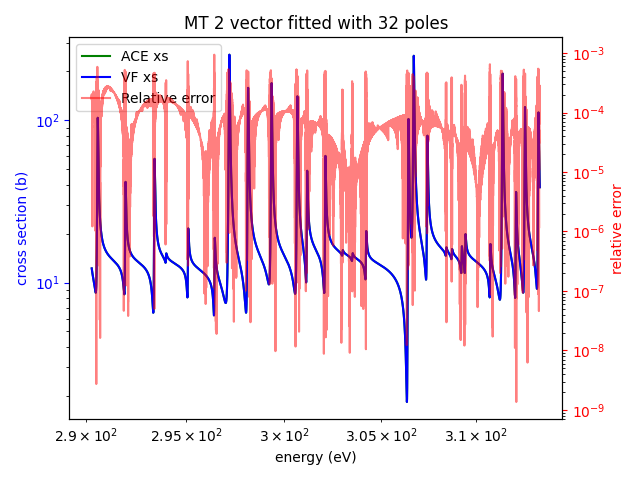 MT 2 vector fitted with 32 poles
ACE xs
VF xs
Relative error
cross section (b)
10²
10¹
relative error
10⁻³
10⁻⁴
10⁻⁵
10⁻⁶
10⁻⁷
10⁻⁸
10⁻⁹
2.9 × 10² 2.95 × 10² 3 × 10² 3.05 × 10² 3.1 × 10²
energy (eV)